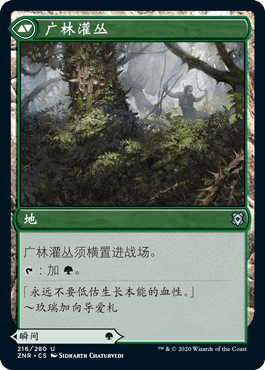 广林灌丛
地
广林灌丛须横置进战场。
：加。
「永远不要低估生长本能的血性。」
～玖瑞加向导爱札
瞬间
216/280 U
ZNR • CS SIDHARTH CHATURVEDI
™ & © 2020 Wizards of the Coast